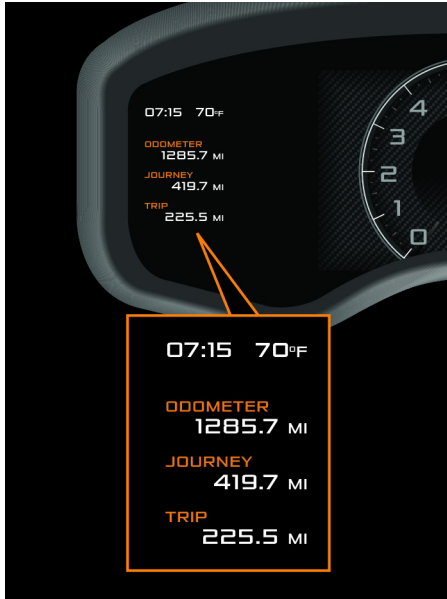 07:15 70°F
ODOMETER
1285.7 MI
JOURNEY
419.7 MI
TRIP
225.5 MI
4
3
2
1
0
07:15 70°F
ODOMETER
1285.7 MI
JOURNEY
419.7 MI
TRIP
225.5 MI